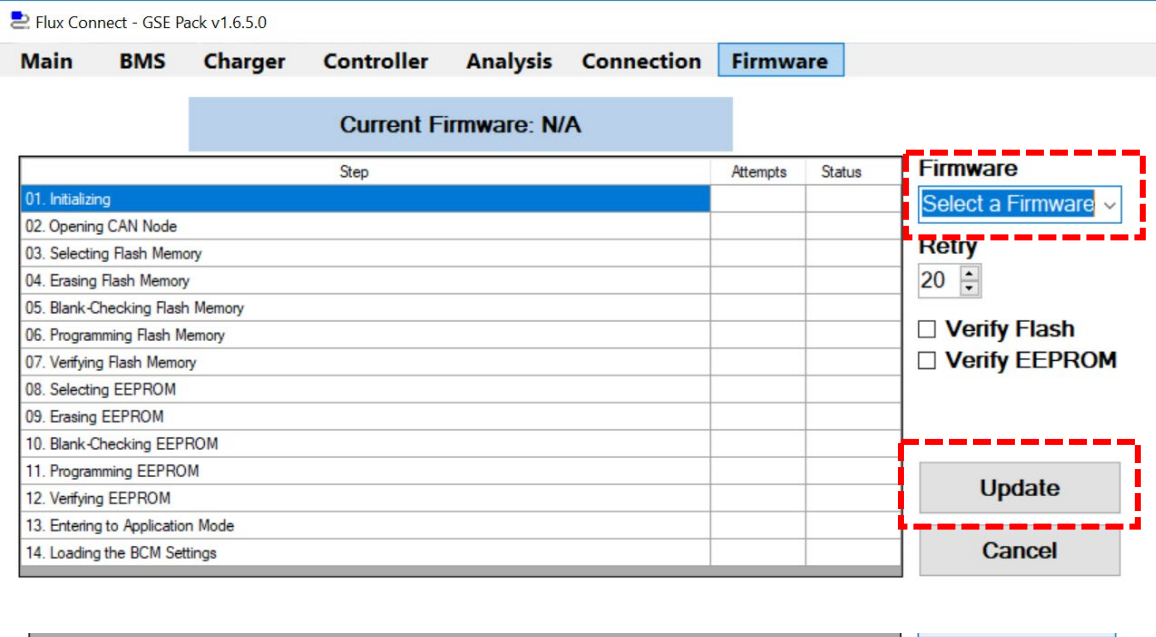 Flux Connect - GSE Pack v1.6.5.0
Main BMS Charger Controller Analysis Connection Firmware
Current Firmware: N/A
Step Attempts Status
01. Initializing
02. Opening CAN Node
03. Selecting Flash Memory
04. Erasing Flash Memory
05. Blank-Checking Flash Memory
06. Programming Flash Memory
07. Verifying Flash Memory
08. Selecting EEPROM
09. Erasing EEPROM
10. Blank-Checking EEPROM
11. Programming EEPROM
12. Verifying EEPROM
13. Entering to Application Mode
14. Loading the BCM Settings
Firmware
Select a Firmware
Retry
20
Verify Flash
Verify EEPROM
Update
Cancel